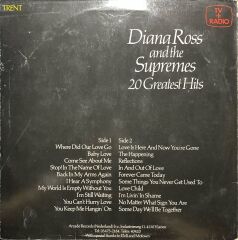 TRENT
TV
&
RADIO
Diana Ross
and the
Supremes
20 Greatest Hits
Side 1
Where Did Our Love Go
Baby Love
Come See About Me
Stop! In The Name Of Love
Back In My Arms Again
I Hear A Symphony
My World Is Empty Without You
I'm Still Waiting
You Can't Hurry Love
You Keep Me Hangin' On
Side 2
Love Is Here And Now You're Gone
The Happening
Reflections
In And Out Of Love
Forever Came Today
Some Things You Never Get Used To
Love Child
I'm Livin' In Shame
No Matter What Sign You Are
Some Day We'll Be Together
Arcade Records Nederland b.v.